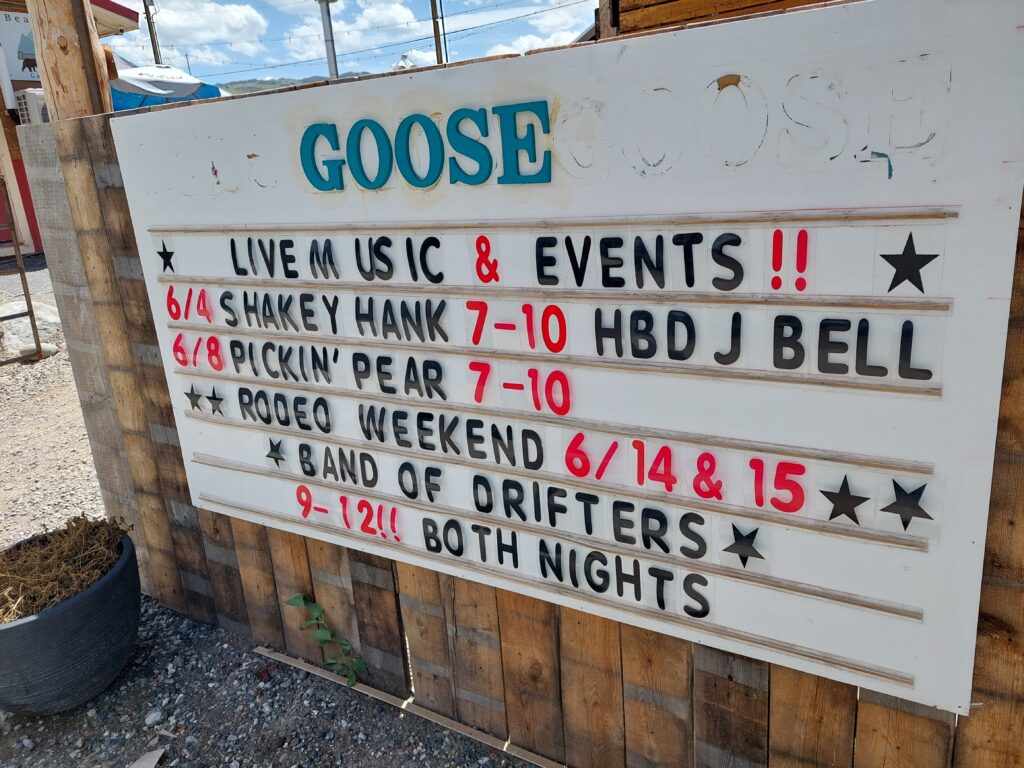 GOOSE
LIVE MUSIC & EVENTS !!
6/4 SHAKEY HANK 7-10 HBD J BELL
6/8 PICKIN' PEAR 7-10
RODEO WEEKEND 6/14 & 15
BAND OF DRIFTERS
9-12!! BOTH NIGHTS